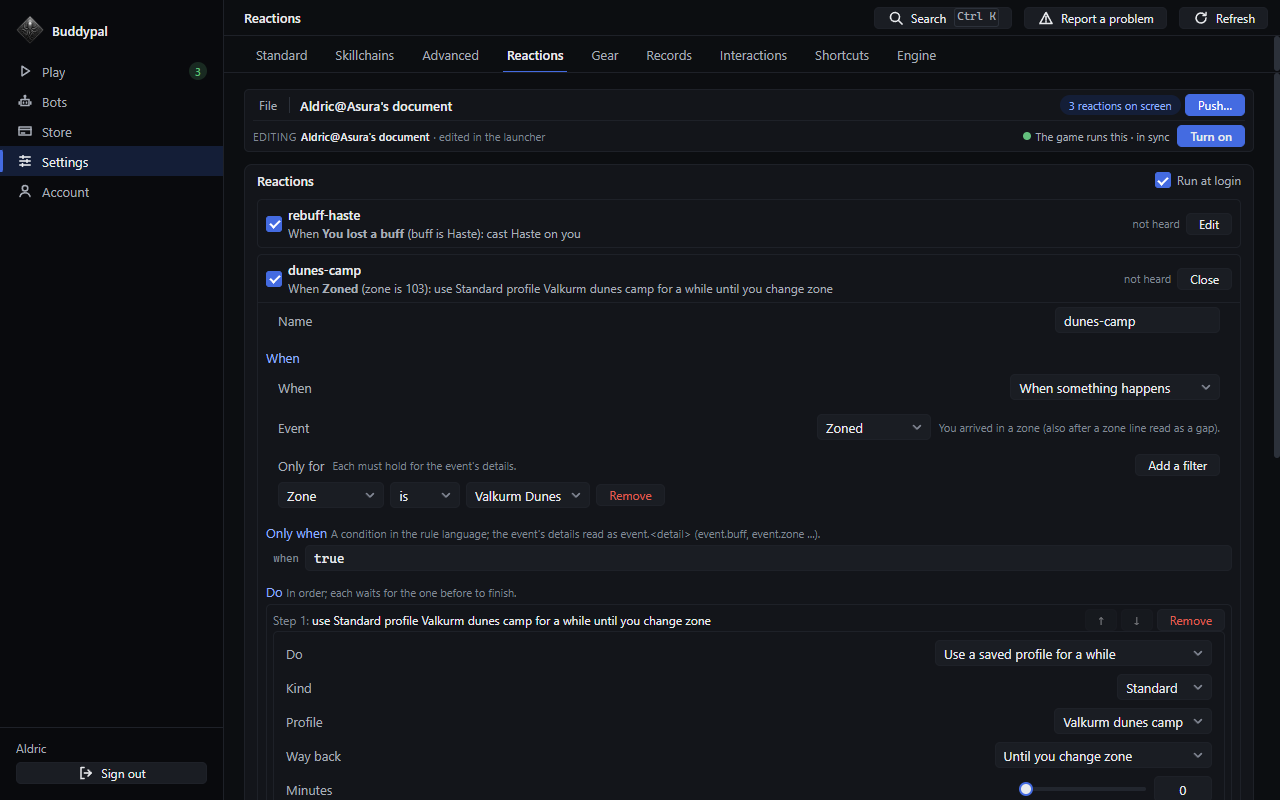 Buddypal
Play 3
Bots
Store
Settings
Account
Aldric
Sign out
Reactions
Search Ctrl K
Report a problem
Refresh
Standard Skillchains Advanced Reactions Gear Records Interactions Shortcuts Engine
File Aldric@Asura's document 3 reactions on screen Push...
EDITING Aldric@Asura's document · edited in the launcher The game runs this · in sync Turn on
Reactions Run at login
rebuff-haste
When You lost a buff (buff is Haste): cast Haste on you not heard Edit
dunes-camp
When Zoned (zone is 103): use Standard profile Valkurm dunes camp for a while until you change zone not heard Close
Name dunes-camp
When
When When something happens
Event Zoned You arrived in a zone (also after a zone line read as a gap).
Only for Each must hold for the event's details. Add a filter
Zone is Valkurm Dunes Remove
Only when A condition in the rule language; the event's details read as event.<detail> (event.buff, event.zone ...).
when true
Do In order; each waits for the one before to finish.
Step 1: use Standard profile Valkurm dunes camp for a while until you change zone ↑ ↓ Remove
Do Use a saved profile for a while
Kind Standard
Profile Valkurm dunes camp
Way back Until you change zone
Minutes 0